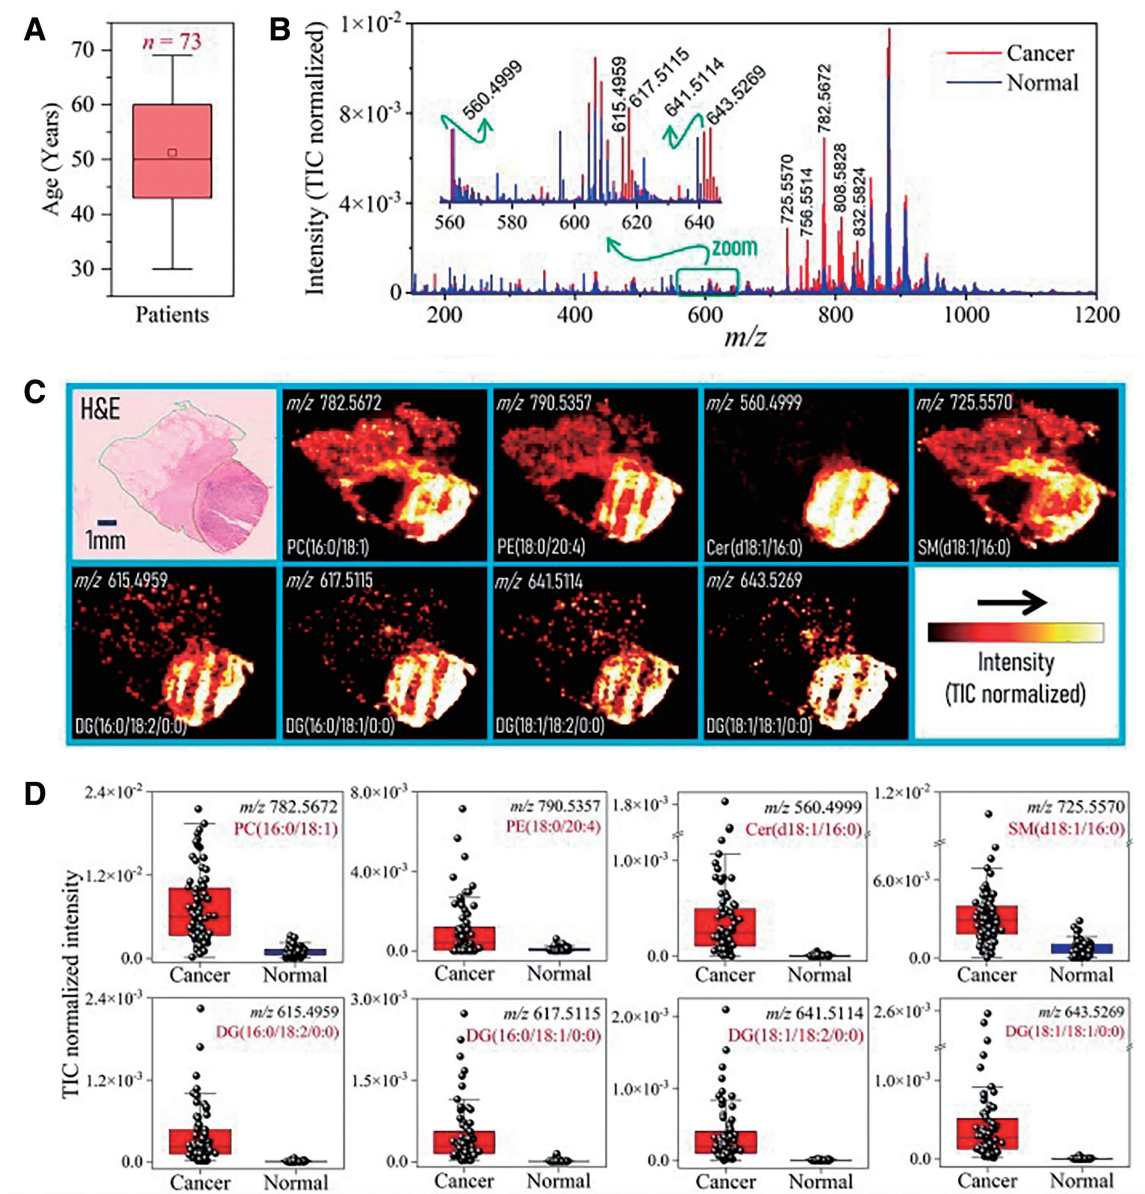 A
n = 73
Age (Years)
70
60
50
40
30
Patients
B
Intensity (TIC normalized)
1×10⁻²
8×10⁻³
4×10⁻³
0
560.4999
615.4959
617.5115
641.5114
643.5269
Cancer
Normal
560 580 600 620 640
zoom
725.5570
756.5514
782.5672
808.5828
832.5824
200 400 600 800 1000 1200
m/z
C
H&E
1mm
m/z 782.5672
PC(16:0/18:1)
m/z 790.5357
PE(18:0/20:4)
m/z 560.4999
Cer(d18:1/16:0)
m/z 725.5570
SM(d18:1/16:0)
m/z 615.4959
DG(16:0/18:2/0:0)
m/z 617.5115
DG(16:0/18:1/0:0)
m/z 641.5114
DG(18:1/18:2/0:0)
m/z 643.5269
DG(18:1/18:1/0:0)
Intensity
(TIC normalized)
D
TIC normalized intensity
2.4×10⁻²
1.2×10⁻²
0.0
m/z 782.5672
PC(16:0/18:1)
Cancer Normal
8.0×10⁻³
4.0×10⁻³
0.0
m/z 790.5357
PE(18:0/20:4)
Cancer Normal
1.8×10⁻³
1.0×10⁻³
0.0
m/z 560.4999
Cer(d18:1/16:0)
Cancer Normal
1.2×10⁻²
6.0×10⁻³
0.0
m/z 725.5570
SM(d18:1/16:0)
Cancer Normal
2.4×10⁻³
1.2×10⁻³
0.0
m/z 615.4959
DG(16:0/18:2/0:0)
Cancer Normal
3.0×10⁻³
1.5×10⁻³
0.0
m/z 617.5115
DG(16:0/18:1/0:0)
Cancer Normal
2.0×10⁻³
1.0×10⁻³
0.0
m/z 641.5114
DG(18:1/18:2/0:0)
Cancer Normal
2.6×10⁻³
1.0×10⁻³
0.0
m/z 643.5269
DG(18:1/18:1/0:0)
Cancer Normal